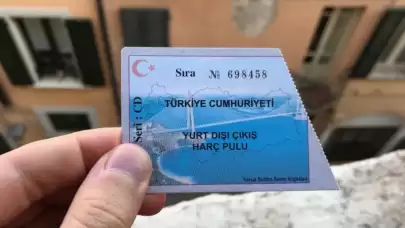 Sıra № 698458
Seri : CD
TÜRKİYE CUMHURİYETİ
YURT DIŞI ÇIKIŞ
HARÇ PULU